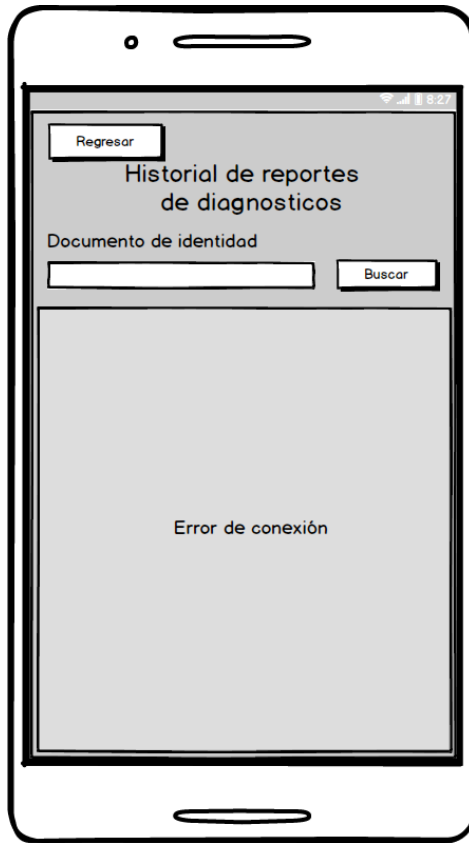 8:27
Regresar
Historial de reportes
de diagnosticos
Documento de identidad
Buscar
Error de conexión